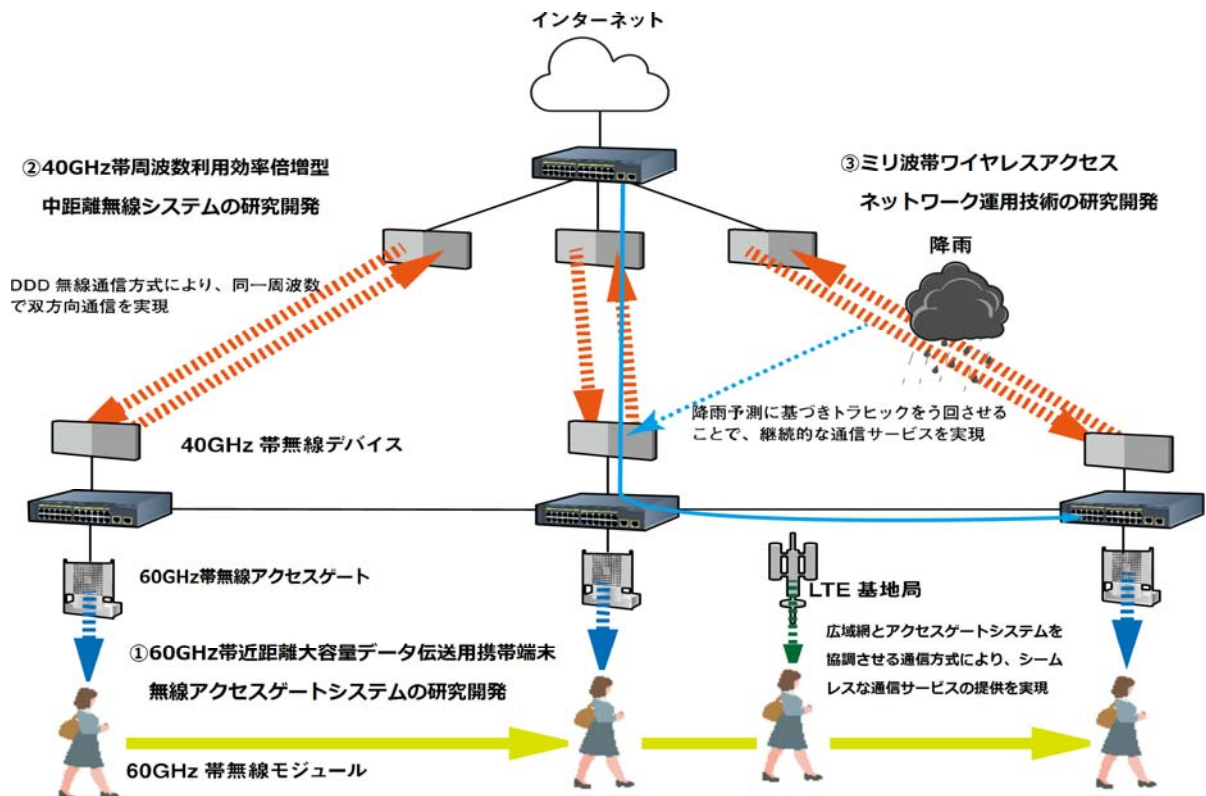 インターネット
②40GHz帯周波数利用効率倍増型
中距離無線システムの研究開発
③ミリ波帯ワイヤレスアクセス
ネットワーク運用技術の研究開発
降雨
DDD 無線通信方式により、同一周波数
で双方向通信を実現
降雨予測に基づきトラヒックをう回させる
ことで、継続的な通信サービスを実現
40GHz 帯無線デバイス
60GHz帯無線アクセスゲート
LTE 基地局
①60GHz帯近距離大容量データ伝送用携帯端末
無線アクセスゲートシステムの研究開発
広域網とアクセスゲートシステムを
協調させる通信方式により、シーム
レスな通信サービスの提供を実現
60GHz 帯無線モジュール